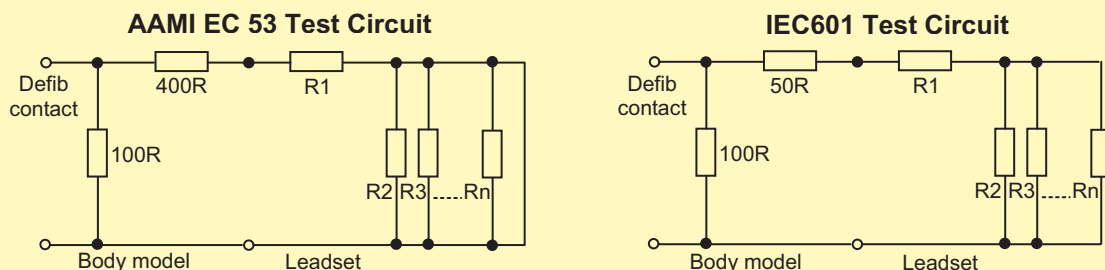 AAMI EC 53 Test Circuit
Defib
contact
400R
R1
100R
R2 R3 ..... Rn
Body model
Leadset
IEC601 Test Circuit
Defib
contact
50R
R1
100R
R2 R3 ..... Rn
Body model
Leadset